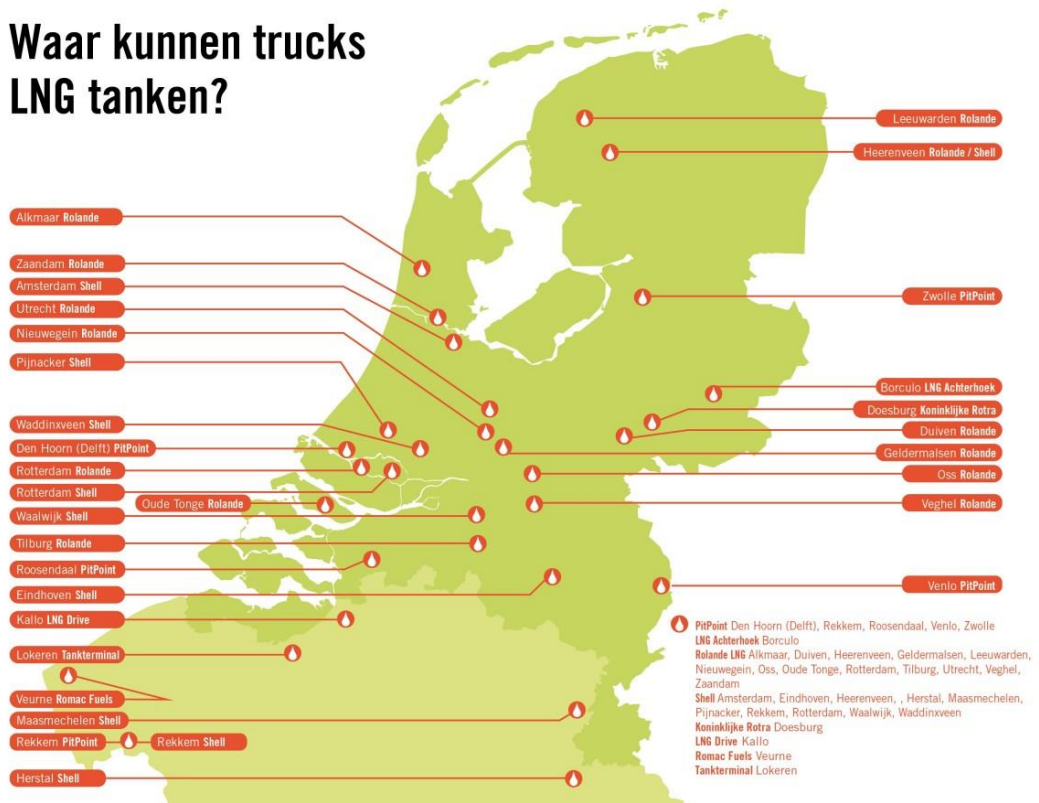 Waar kunnen trucks
LNG tanken?
Leeuwarden Rolande
Heerenveen Rolande / Shell
Alkmaar Rolande
Zaandam Rolande
Amsterdam Shell
Utrecht Rolande
Nieuwegein Rolande
Pijnacker Shell
Zwolle PitPoint
Borculo LNG Achterhoek
Doesburg Koninklijke Rotra
Duiven Rolande
Geldermalsen Rolande
Oss Rolande
Veghel Rolande
Venlo PitPoint
Waddinxveen Shell
Den Hoorn (Delft) PitPoint
Rotterdam Rolande
Rotterdam Shell
Oude Tonge Rolande
Waalwijk Shell
Tilburg Rolande
Roosendaal PitPoint
Eindhoven Shell
Kallo LNG Drive
Lokeren Tankterminal
Veurne Romac Fuels
Maasmechelen Shell
Rekkem PitPoint
Rekkem Shell
Herstal Shell
PitPoint Den Hoorn (Delft), Rekkem, Roosendaal, Venlo, Zwolle
LNG Achterhoek Borculo
Rolande LNG Alkmaar, Duiven, Heerenveen, Geldermalsen, Leeuwarden,
Nieuwegein, Oss, Oude Tonge, Rotterdam, Tilburg, Utrecht, Veghel,
Zaandam
Shell Amsterdam, Eindhoven, Heerenveen, , Herstal, Maasmechelen,
Pijnacker, Rekkem, Rotterdam, Waalwijk, Waddinxveen
Koninklijke Rotra Doesburg
LNG Drive Kallo
Romac Fuels Veurne
Tankterminal Lokeren